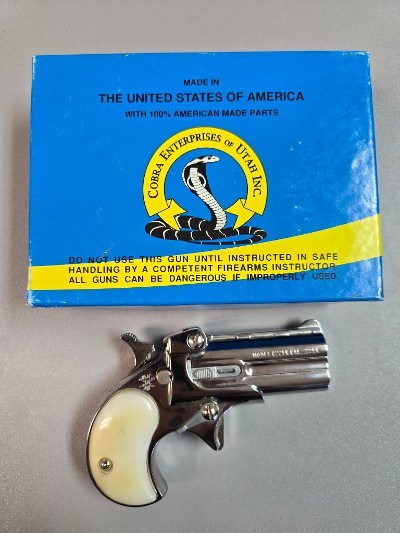 MADE IN
THE UNITED STATES OF AMERICA
WITH 100% AMERICAN MADE PARTS
COBRA ENTERPRISES OF UTAH INC.
DO NOT USE THIS GUN UNTIL INSTRUCTED IN SAFE
HANDLING BY A COMPETENT FIREARMS INSTRUCTOR
ALL GUNS CAN BE DANGEROUS IF IMPROPERLY USED.